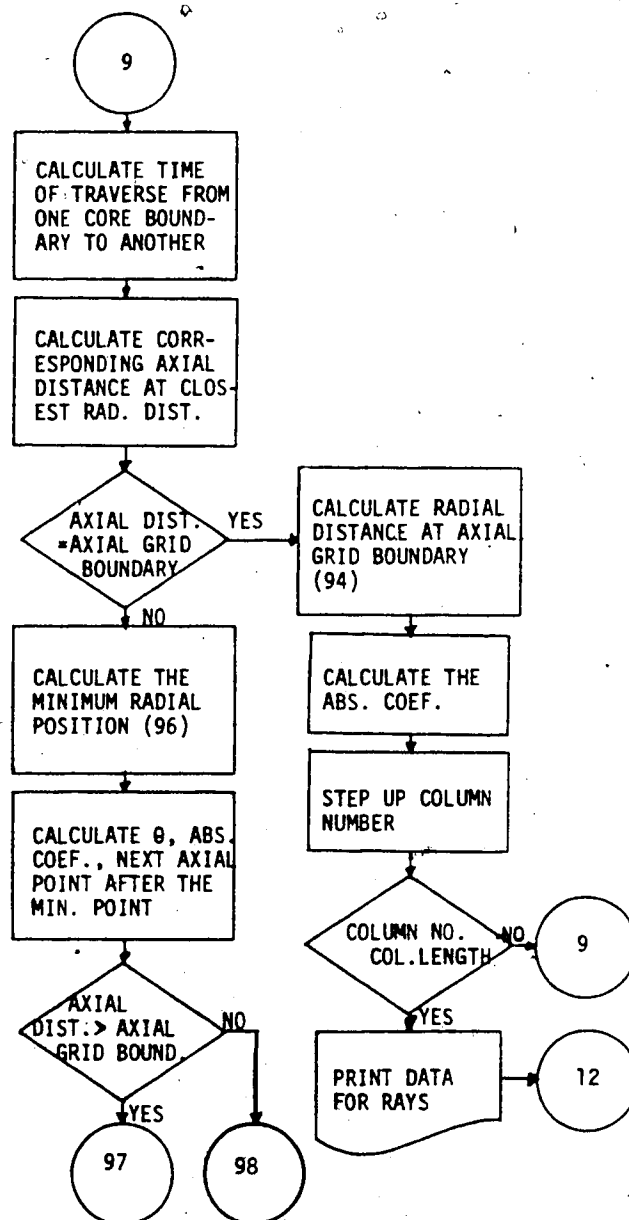 9
CALCULATE TIME
OF TRAVERSE FROM
ONE CORE BOUND-
ARY TO ANOTHER
CALCULATE CORR-
ESPONDING AXIAL
DISTANCE AT CLOS-
EST RAD. DIST.
AXIAL DIST.
=AXIAL GRID
BOUNDARY
YES
NO
CALCULATE RADIAL
DISTANCE AT AXIAL
GRID BOUNDARY
(94)
CALCULATE THE
MINIMUM RADIAL
POSITION (96)
CALCULATE THE
ABS. COEF.
STEP UP COLUMN
NUMBER
CALCULATE θ, ABS.
COEF., NEXT AXIAL
POINT AFTER THE
MIN. POINT
COLUMN NO.
COL.LENGTH
NO
9
YES
AXIAL
DIST.> AXIAL
GRID BOUND.
NO
YES
PRINT DATA
FOR RAYS
12
97
98